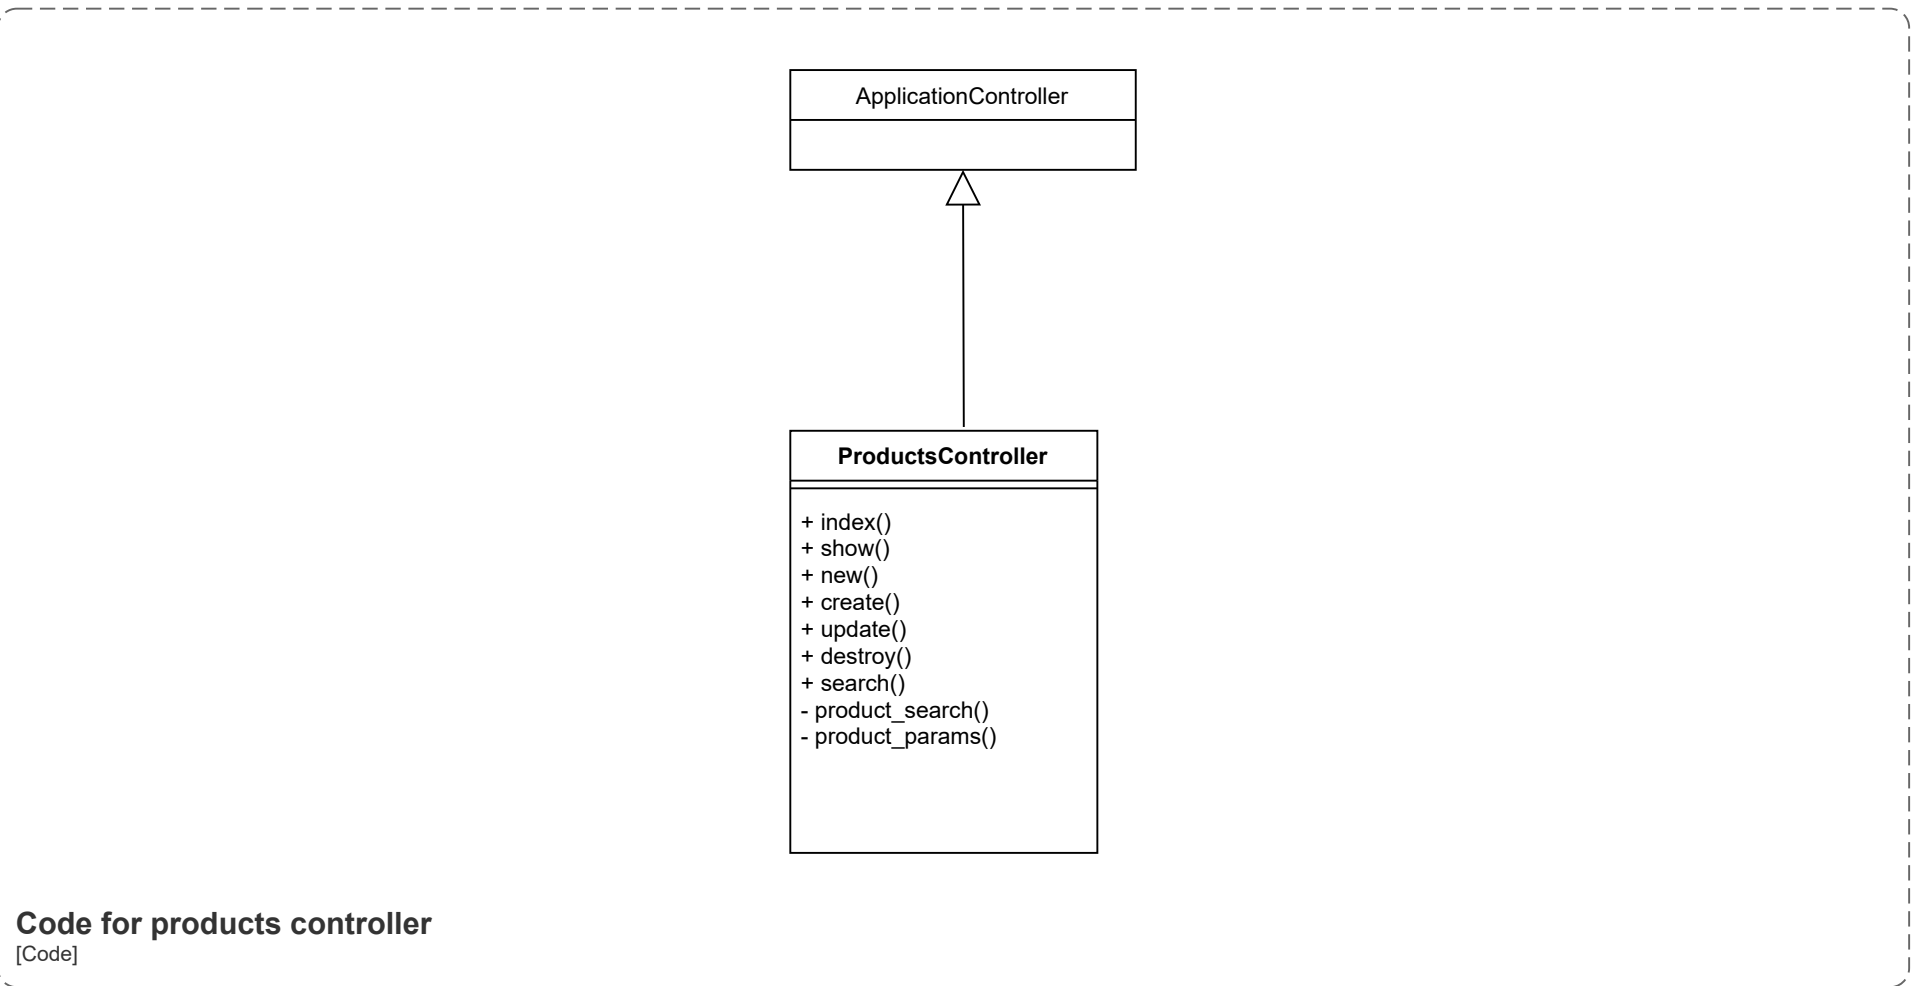 ApplicationController
ProductsController
+ index()
+ show()
+ new()
+ create()
+ update()
+ destroy()
+ search()
- product_search()
- product_params()
Code for products controller
[Code]